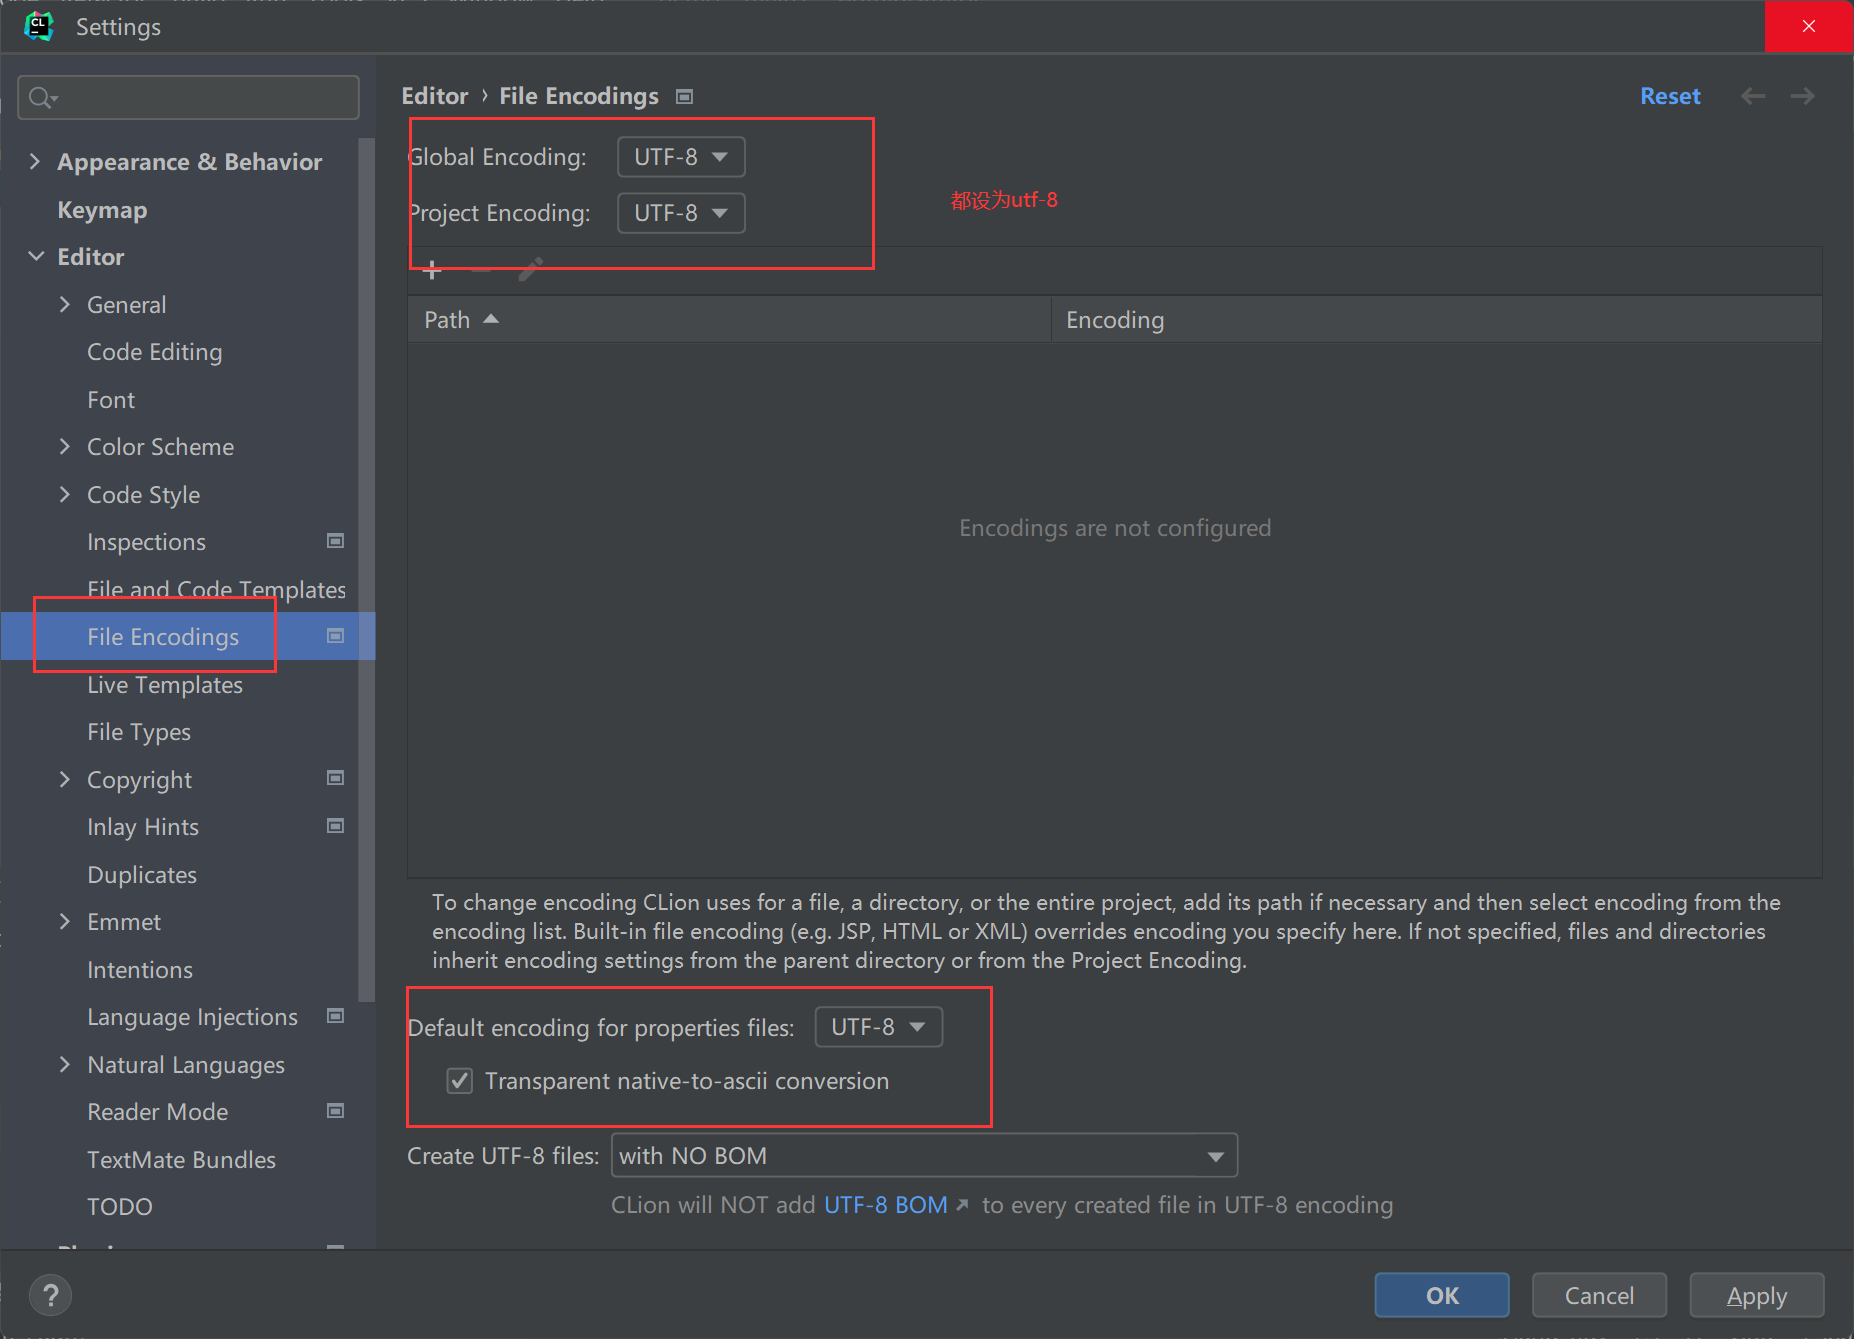 Settings
Editor › File Encodings
Reset
Global Encoding: UTF-8
Project Encoding: UTF-8
都设为utf-8
Path Encoding
Encodings are not configured
To change encoding CLion uses for a file, a directory, or the entire project, add its path if necessary and then select encoding from the
encoding list. Built-in file encoding (e.g. JSP, HTML or XML) overrides encoding you specify here. If not specified, files and directories
inherit encoding settings from the parent directory or from the Project Encoding.
Default encoding for properties files: UTF-8
Transparent native-to-ascii conversion
Create UTF-8 files: with NO BOM
CLion will NOT add UTF-8 BOM to every created file in UTF-8 encoding
Appearance & Behavior
Keymap
Editor
General
Code Editing
Font
Color Scheme
Code Style
Inspections
File and Code Templates
File Encodings
Live Templates
File Types
Copyright
Inlay Hints
Duplicates
Emmet
Intentions
Language Injections
Natural Languages
Reader Mode
TextMate Bundles
TODO
?
OK
Cancel
Apply